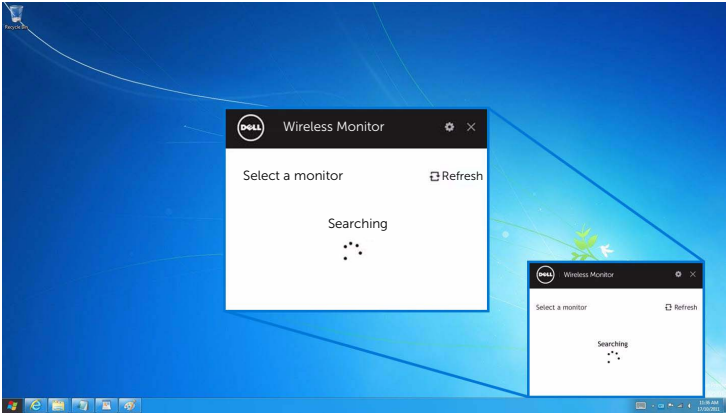 Recycle Bin
DELL
Wireless Monitor
Select a monitor
Refresh
Searching
DELL
Wireless Monitor
Select a monitor
Refresh
Searching